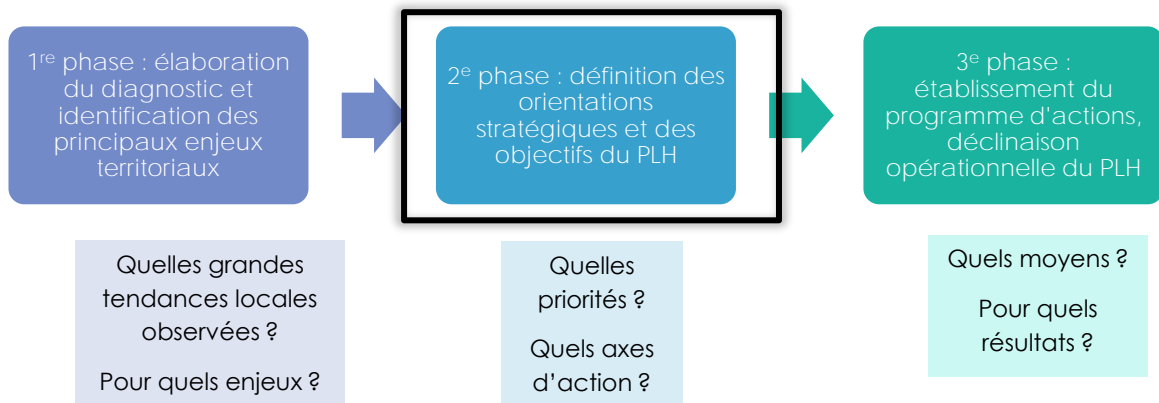 1re phase : élaboration
du diagnostic et
identification des
principaux enjeux
territoriaux
2e phase : définition des
orientations
stratégiques et des
objectifs du PLH
3e phase :
établissement du
programme d'actions,
déclinaison
opérationnelle du PLH
Quelles grandes
tendances locales
observées ?
Pour quels enjeux ?
Quelles
priorités ?
Quels axes
d’action ?
Quels moyens ?
Pour quels
résultats ?